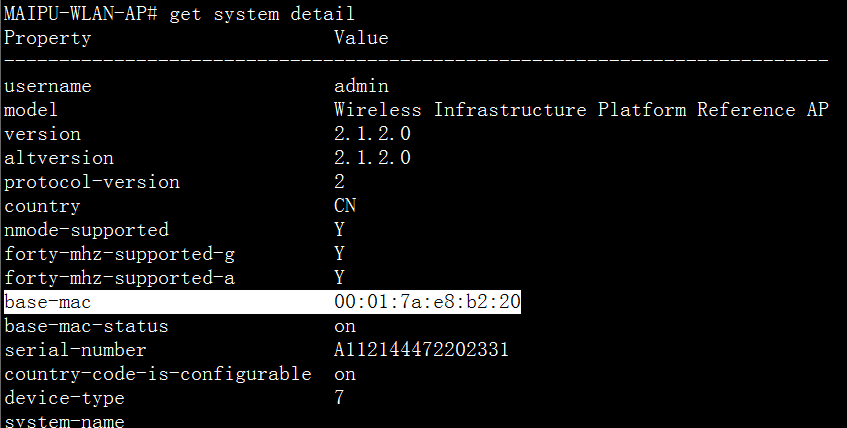 MAIPU-WLAN-AP# get system detail
Property Value
---------------------------------------------------------------------------
username admin
model Wireless Infrastructure Platform Reference AP
version 2.1.2.0
altversion 2.1.2.0
protocol-version 2
country CN
nmode-supported Y
forty-mhz-supported-g Y
forty-mhz-supported-a Y
base-mac 00:01:7a:e8:b2:20
base-mac-status on
serial-number A112144472202331
country-code-is-configurable on
device-type 7
system-name